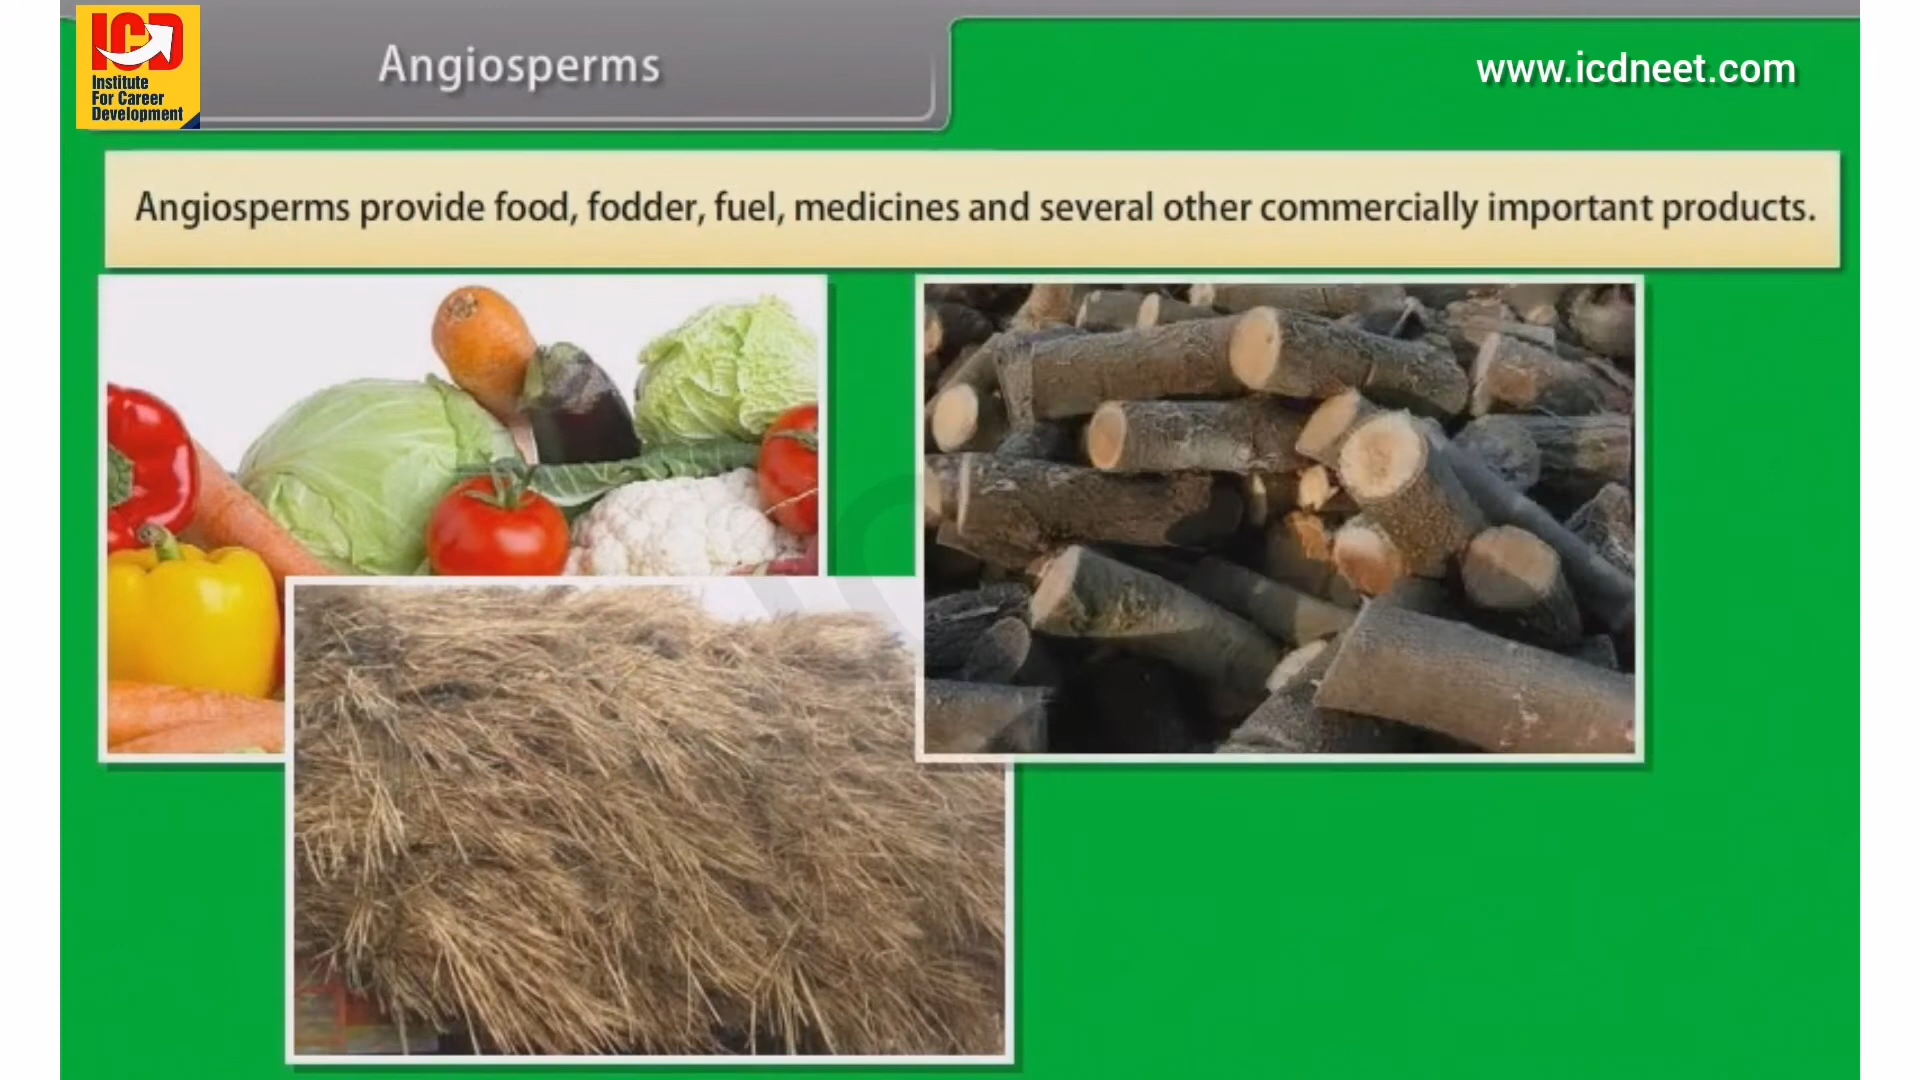 ICD
Institute
For Career
Development
Angiosperms
www.icdneet.com
Angiosperms provide food, fodder, fuel, medicines and several other commercially important products.